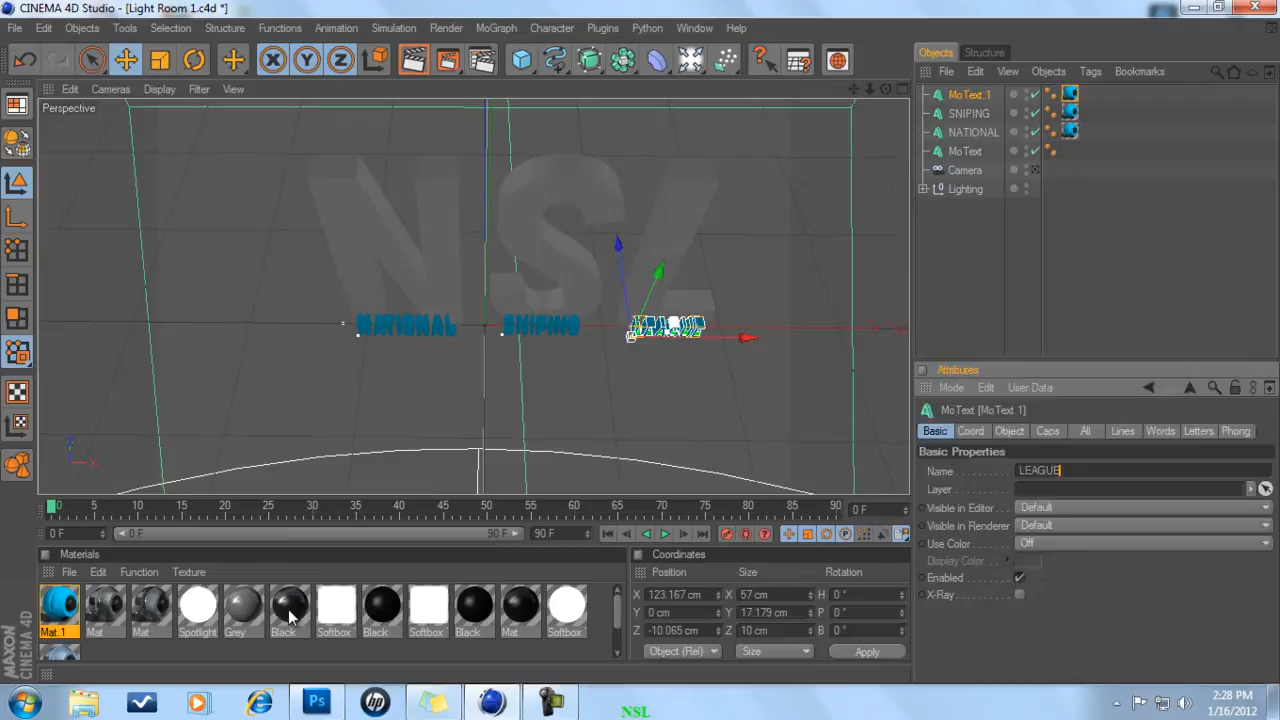 CINEMA 4D Studio - [Light Room 1.c4d *]
File Edit Objects Tools Selection Structure Functions Animation Simulation Render MoGraph Character Plugins Python Window Help
X Y Z
Edit Cameras Display Filter View
Perspective
NSL
NATIONAL SNIPING
Objects Structure
File Edit View Objects Tags Bookmarks
MoText.1
SNIPING
NATIONAL
MoText
Camera
Lighting
Attributes
Mode Edit User Data
MoText [MoText.1]
Basic Coord Object Caps All Lines Words Letters Phong
Basic Properties
Name LEAGUE
Layer
Visible in Editor Default
Visible in Renderer Default
Use Color Off
Display Color
Enabled
X-Ray
0 5 10 15 20 25 30 35 40 45 50 55 60 65 70 75 80 85 90 0 F
0 F 0 F 90 F 90 F
Materials
File Edit Function Texture
Mat.1 Mat Mat Spotlight Grey Black Softbox Black Softbox Black Mat Softbox
Coordinates
Position Size Rotation
X 123.167 cm X 57 cm H 0 °
Y 0 cm Y 17.179 cm P 0 °
Z -10.065 cm Z 10 cm B 0 °
Object (Rel) Size Apply
MAXON
CINEMA 4D
NSL
2:28 PM
1/16/2012